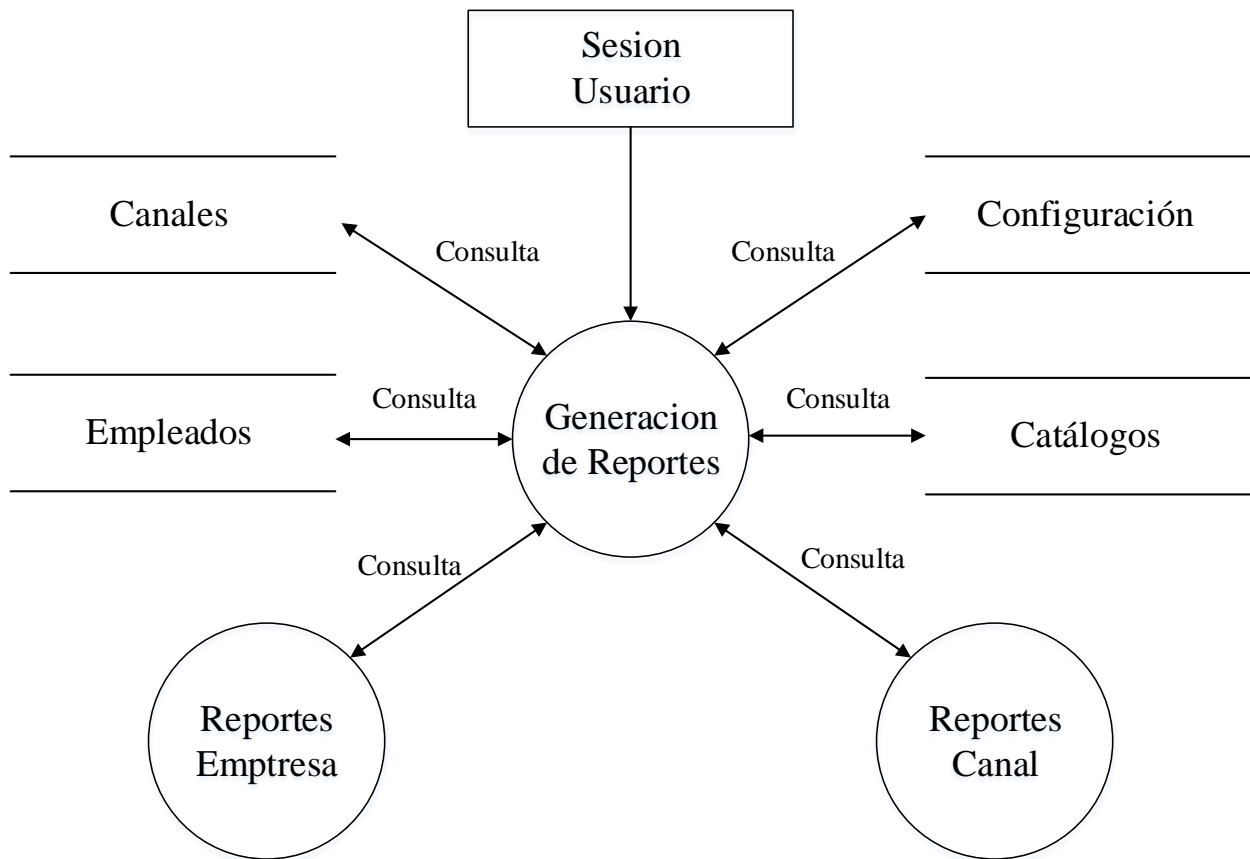 Sesion
Usuario
Canales
Consulta
Consulta
Configuración
Empleados
Consulta
Generacion
de Reportes
Consulta
Catálogos
Consulta
Consulta
Reportes
Emptresa
Reportes
Canal